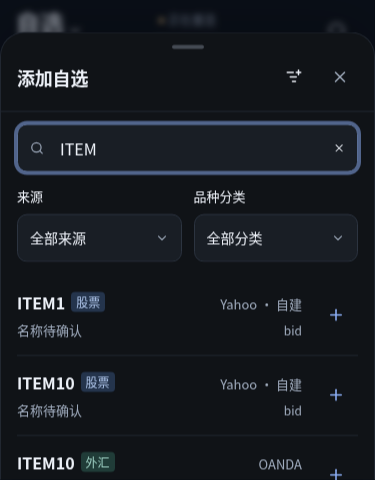 自选
添加自选
ITEM
来源
品种分类
全部来源
全部分类
ITEM1 股票 Yahoo · 自建
名称待确认 bid
ITEM10 股票 Yahoo · 自建
名称待确认 bid
ITEM10 外汇 OANDA